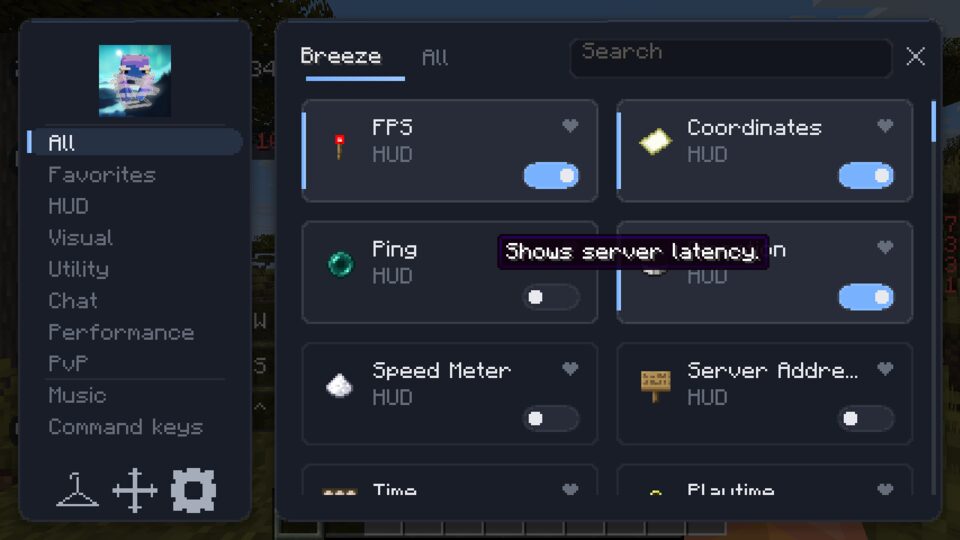 All
Favorites
HUD
Visual
Utility
Chat
Performance
PvP
Music
Command keys
Breeze
All
Search
FPS
HUD
Coordinates
HUD
Ping
HUD
Shows server latency.
HUD
Speed Meter
HUD
Server Addre...
HUD
Time
Playtime
W
S